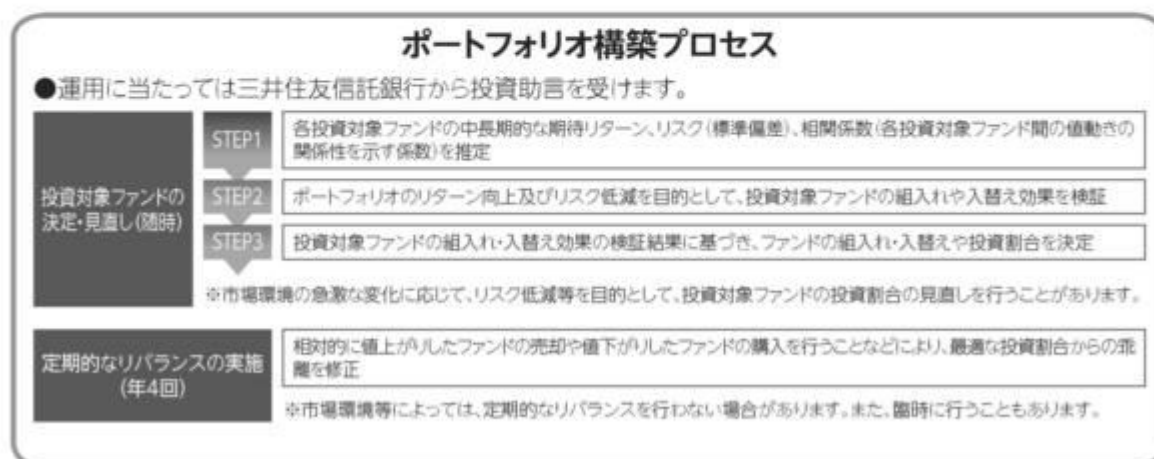 ポートフォリオ構築プロセス
●運用に当たっては三井住友信託銀行から投資助言を受けます。
投資対象ファンドの
決定・見直し(随時)
STEP1
各投資対象ファンドの中長期的な期待リターン、リスク(標準偏差)、相関係数(各投資対象ファンド間の値動きの
関係性を示す係数)を推定
STEP2
ポートフォリオのリターン向上及びリスク低減を目的として、投資対象ファンドの組入れや入替え効果を検証
STEP3
投資対象ファンドの組入れ・入替え効果の検証結果に基づき、ファンドの組入れ・入替えや投資割合を決定
※市場環境の急激な変化に応じて、リスク低減等を目的として、投資対象ファンドの投資割合の見直しを行うことがあります。
定期的なリバランスの実施
(年4回)
相対的に値上がりしたファンドの売却や値下がりしたファンドの購入を行うことなどにより、最適な投資割合からの乖
離を修正
※市場環境等によっては、定期的なリバランスを行わない場合があります。また、臨時に行うこともあります。